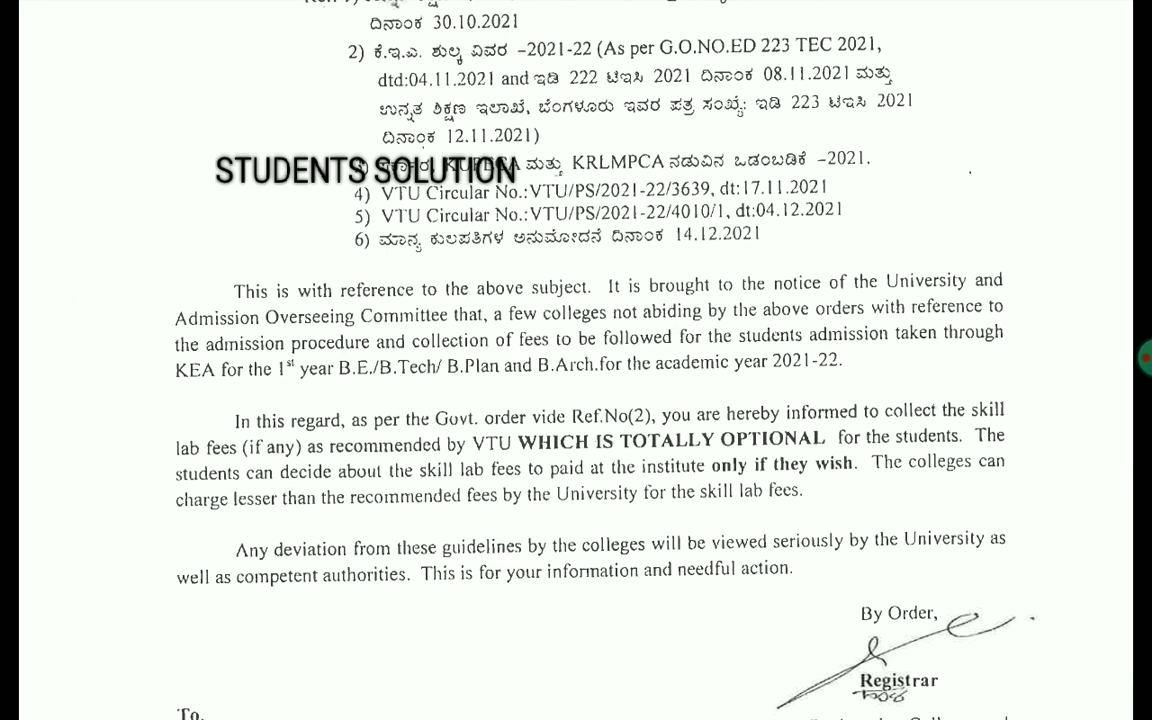 ದಿನಾಂಕ 30.10.2021
2) ಕೆ.ಇ.ಎ. ಶುಲ್ಕ ವಿವರ –2021-22 (As per G.O.NO.ED 223 TEC 2021,
dtd:04.11.2021 and ಇಡಿ 222 ಟಿಇಸಿ 2021 ದಿನಾಂಕ 08.11.2021 ಮತ್ತು
ಉನ್ನತ ಶಿಕ್ಷಣ ಇಲಾಖೆ, ಬೆಂಗಳೂರು ಇವರ ಪತ್ರ ಸಂಖ್ಯೆ: ಇಡಿ 223 ಟಿಇಸಿ 2021
ದಿನಾಂಕ 12.11.2021)
ಮತ್ತು KRLMPCA ನಡುವಿನ ಒಡಂಬಡಿಕೆ –2021.
STUDENTS SOLUTION
4) VTU Circular No.:VTU/PS/2021-22/3639, dt:17.11.2021
5) VTU Circular No.:VTU/PS/2021-22/4010/1, dt:04.12.2021
6) ಮಾನ್ಯ ಕುಲಪತಿಗಳ ಅನುಮೋದನೆ ದಿನಾಂಕ 14.12.2021
This is with reference to the above subject. It is brought to the notice of the University and
Admission Overseeing Committee that, a few colleges not abiding by the above orders with reference to
the admission procedure and collection of fees to be followed for the students admission taken through
KEA for the 1st year B.E./B.Tech/ B.Plan and B.Arch.for the academic year 2021-22.
In this regard, as per the Govt. order vide Ref.No(2), you are hereby informed to collect the skill
lab fees (if any) as recommended by VTU WHICH IS TOTALLY OPTIONAL for the students. The
students can decide about the skill lab fees to paid at the institute only if they wish. The colleges can
charge lesser than the recommended fees by the University for the skill lab fees.
Any deviation from these guidelines by the colleges will be viewed seriously by the University as
well as competent authorities. This is for your information and needful action.
By Order,
Registrar
To,